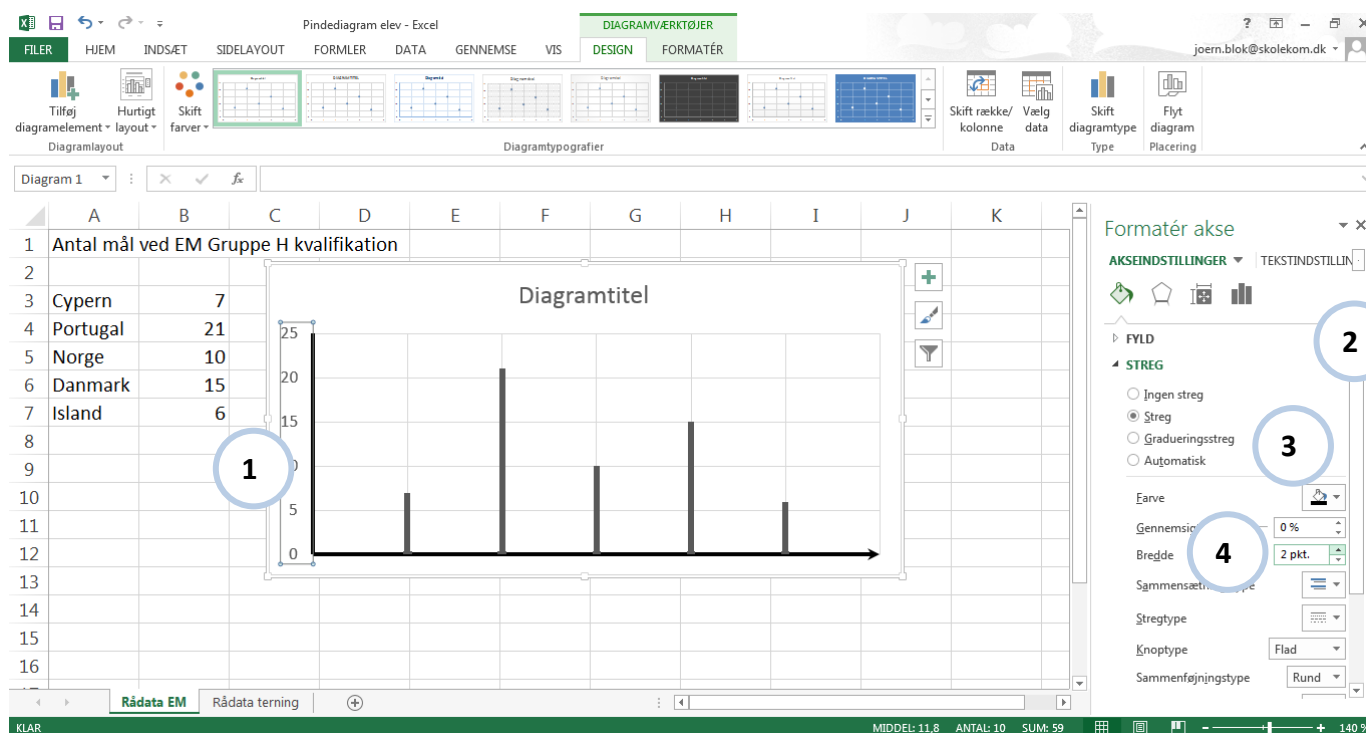 Pindediagram elev - Excel
DIAGRAMVÆRKTØJER
?
FILER HJEM INDSÆT SIDELAYOUT FORMLER DATA GENNEMSE VIS DESIGN FORMATÉR
joern.blok@skolekom.dk
Tilføj diagramelement
Hurtigt layout
Skift farver
Skift række/ kolonne
Vælg data
Skift diagramtype
Flyt diagram
Diagramlayout
Diagramtypografier
Data
Type
Placering
Diagram 1
fx
A B C D E F G H I J K
1 Antal mål ved EM Gruppe H kvalifikation
2
3 Cypern 7
4 Portugal 21
5 Norge 10
6 Danmark 15
7 Island 6
8
9
10
11
12
13
14
15
16
Diagramtitel
25
20
15
5
0
1
Formatér akse
AKSEINDSTILLINGER TEKSTINDSTILLIN
2
FYLD
STREG
Ingen streg
Streg
Gradueringsstreg
3
Automatisk
Farve
0 %
Bredde
4
2 pkt.
Stregtype
Knoptype Flad
Sammenføjningstype Rund
Rådata EM Rådata terning
KLAR
MIDDEL: 11,8 ANTAL: 10 SUM: 59
140 %